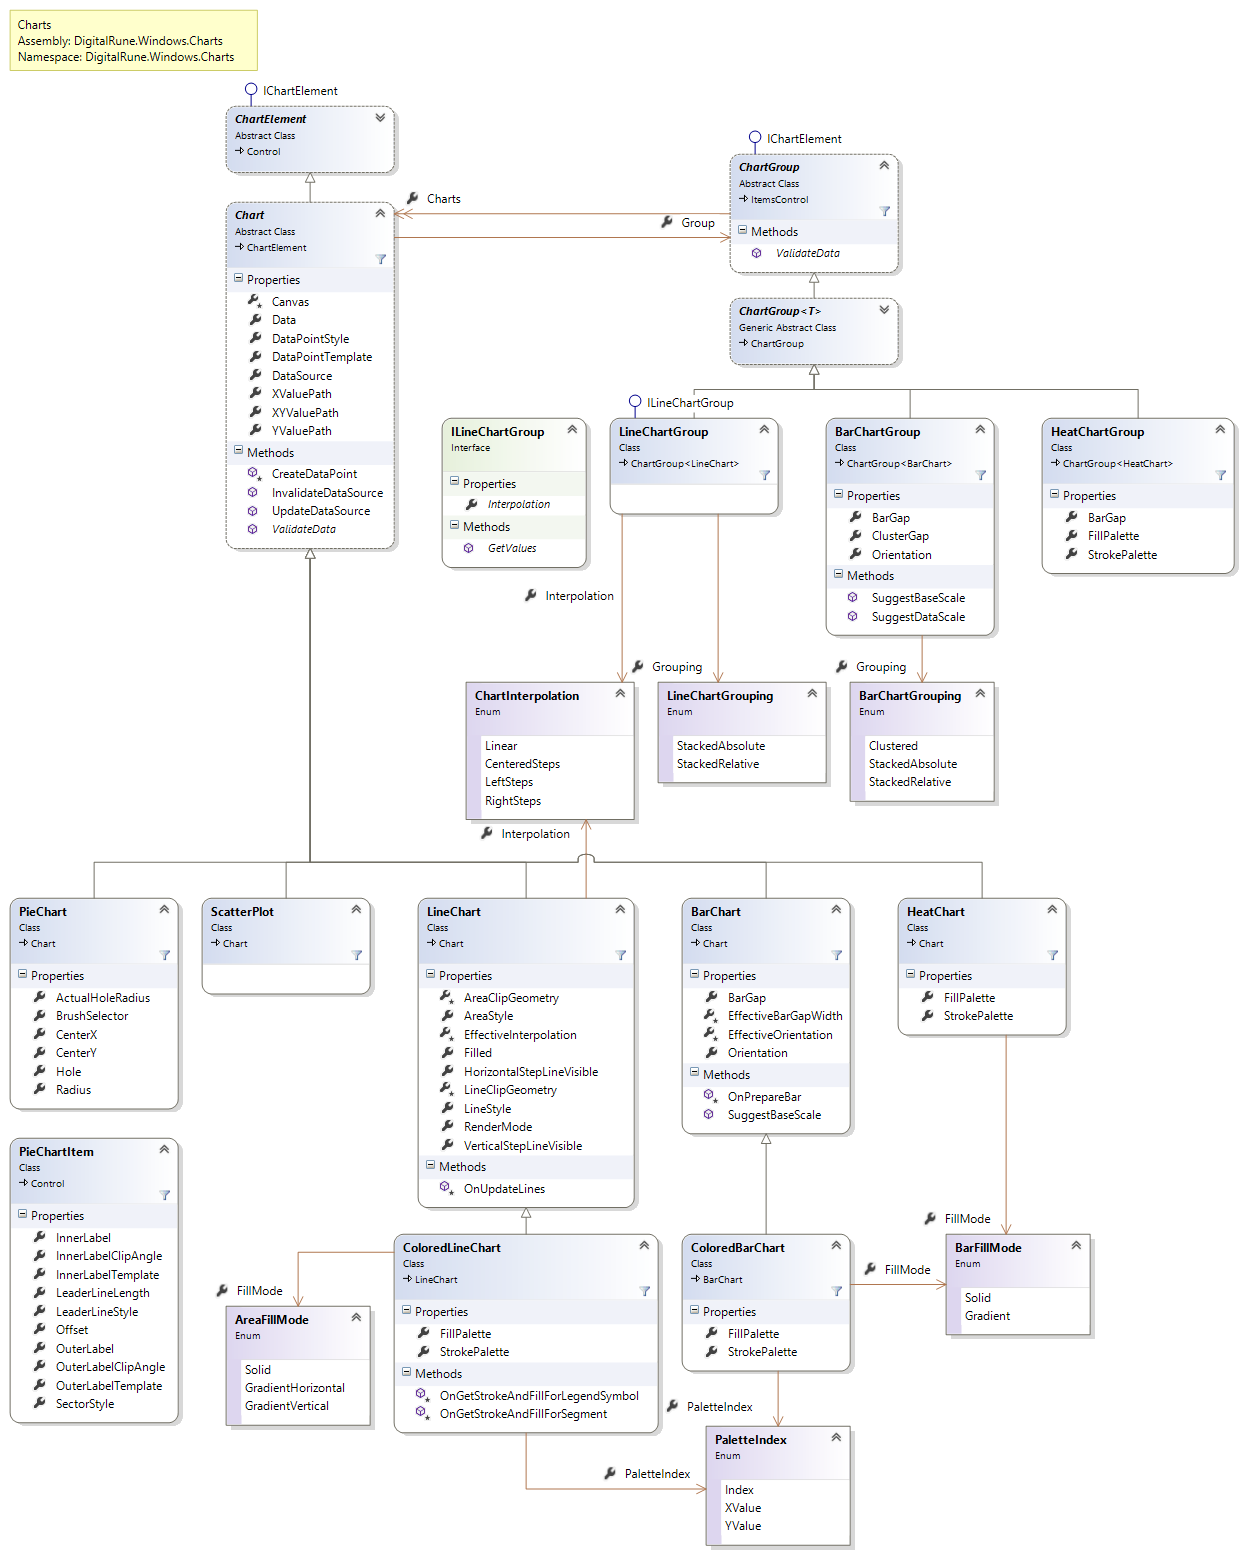 Charts
Assembly: DigitalRune.Windows.Charts
Namespace: DigitalRune.Windows.Charts
IChartElement
ChartElement
Abstract Class
Control
Chart
Abstract Class
ChartElement
Properties
Canvas
Data
DataPointStyle
DataPointTemplate
DataSource
XValuePath
XYValuePath
YValuePath
Methods
CreateDataPoint
InvalidateDataSource
UpdateDataSource
ValidateData
Charts
Group
IChartElement
ChartGroup
Abstract Class
ItemsControl
Methods
ValidateData
ChartGroup<T>
Generic Abstract Class
ChartGroup
ILineChartGroup
Interface
Properties
Interpolation
Methods
GetValues
ILineChartGroup
LineChartGroup
Class
ChartGroup<LineChart>
BarChartGroup
Class
ChartGroup<BarChart>
Properties
BarGap
ClusterGap
Orientation
Methods
SuggestBaseScale
SuggestDataScale
HeatChartGroup
Class
ChartGroup<HeatChart>
Properties
BarGap
FillPalette
StrokePalette
Interpolation
Grouping
Grouping
ChartInterpolation
Enum
Linear
CenteredSteps
LeftSteps
RightSteps
LineChartGrouping
Enum
StackedAbsolute
StackedRelative
BarChartGrouping
Enum
Clustered
StackedAbsolute
StackedRelative
Interpolation
PieChart
Class
Chart
Properties
ActualHoleRadius
BrushSelector
CenterX
CenterY
Hole
Radius
ScatterPlot
Class
Chart
LineChart
Class
Chart
Properties
AreaClipGeometry
AreaStyle
EffectiveInterpolation
Filled
HorizontalStepLineVisible
LineClipGeometry
LineStyle
RenderMode
VerticalStepLineVisible
Methods
OnUpdateLines
BarChart
Class
Chart
Properties
BarGap
EffectiveBarGapWidth
EffectiveOrientation
Orientation
Methods
OnPrepareBar
SuggestBaseScale
HeatChart
Class
Chart
Properties
FillPalette
StrokePalette
PieChartItem
Class
Control
Properties
InnerLabel
InnerLabelClipAngle
InnerLabelTemplate
LeaderLineLength
LeaderLineStyle
Offset
OuterLabel
OuterLabelClipAngle
OuterLabelTemplate
SectorStyle
FillMode
AreaFillMode
Enum
Solid
GradientHorizontal
GradientVertical
ColoredLineChart
Class
LineChart
Properties
FillPalette
StrokePalette
Methods
OnGetStrokeAndFillForLegendSymbol
OnGetStrokeAndFillForSegment
ColoredBarChart
Class
BarChart
Properties
FillPalette
StrokePalette
FillMode
FillMode
BarFillMode
Enum
Solid
Gradient
PaletteIndex
PaletteIndex
PaletteIndex
Enum
Index
XValue
YValue